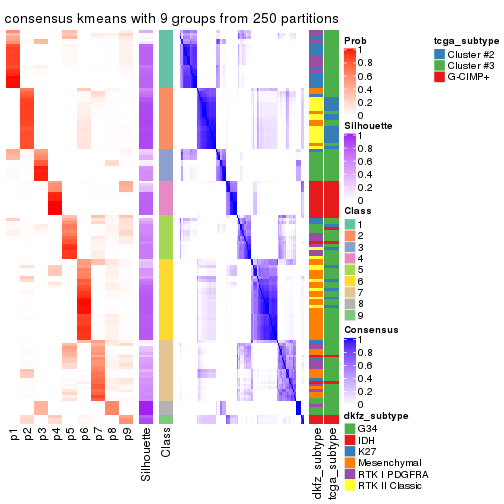 consensus kmeans with 9 groups from 250 partitions
Prob
1
0.8
0.6
0.4
0.2
0
Silhouette
1
0.8
0.6
0.4
0.2
0
Class
1
2
3
4
5
6
7
8
9
Consensus
1
0.8
0.6
0.4
0.2
0
dkfz_subtype
G34
IDH
K27
Mesenchymal
RTK I PDGFRA
RTK II Classic
tcga_subtype
Cluster #2
Cluster #3
G-CIMP+
p1
p2
p3
p4
p5
p6
p7
p8
p9
Silhouette
Class
dkfz_subtype
tcga_subtype